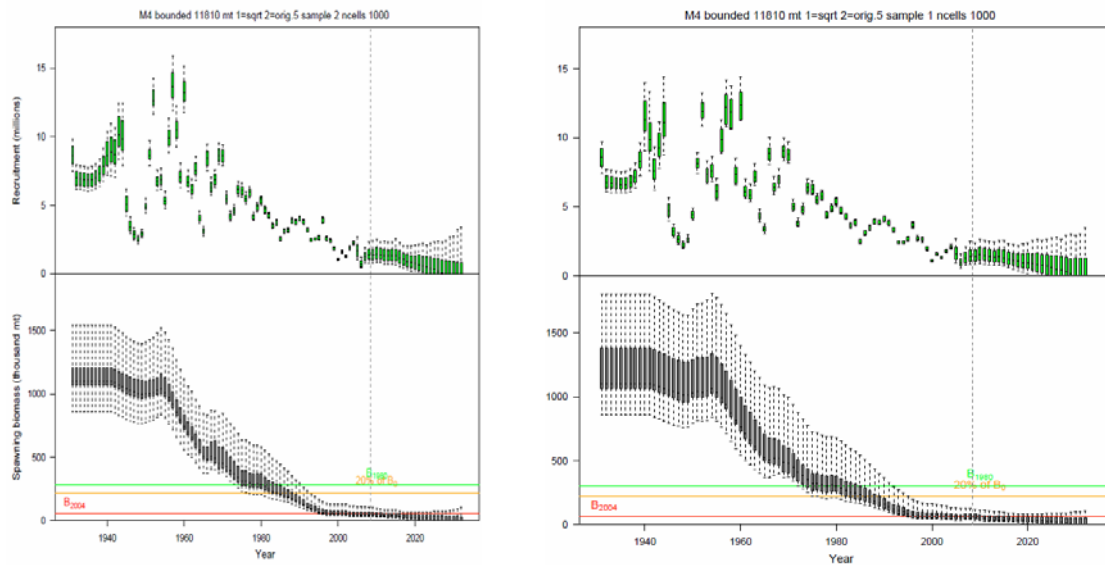 M4 bounded 11810 mt 1=sqrt 2=orig.5 sample 2 ncells 1000
Recruitment (millions)
15
10
5
0
Spawning biomass (thousand mt)
1500
1000
500
0
B1980
20% of B0
B2004
1940
1960
1980
2000
2020
Year
M4 bounded 11810 mt 1=sqrt 2=orig.5 sample 1 ncells 1000
15
10
5
0
1500
1000
500
0
B1980
20% of B0
B2004
1940
1960
1980
2000
2020
Year